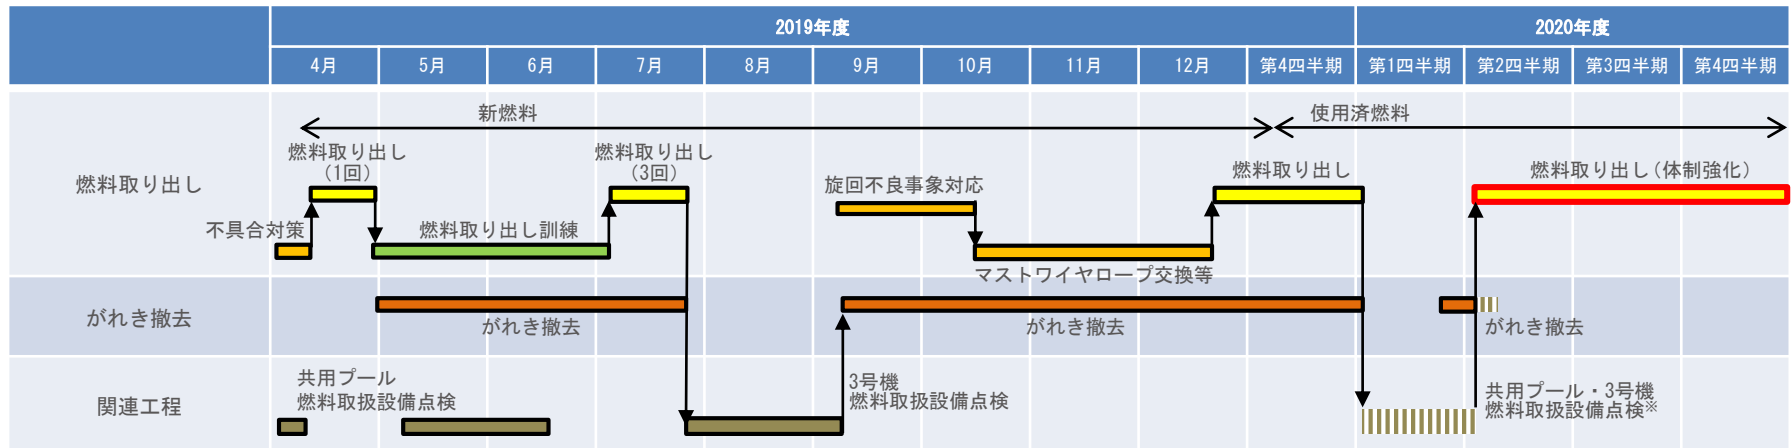 2019年度
2020年度
4月
5月
6月
7月
8月
9月
10月
11月
12月
第4四半期
第1四半期
第2四半期
第3四半期
第4四半期
新燃料
使用済燃料
燃料取り出し
燃料取り出し
(1回)
燃料取り出し
(3回)
旋回不良事象対応
燃料取り出し
燃料取り出し(体制強化)
不具合対策
燃料取り出し訓練
マストワイヤロープ交換等
がれき撤去
がれき撤去
がれき撤去
がれき撤去
関連工程
共用プール
燃料取扱設備点検
3号機
燃料取扱設備点検
共用プール・3号機
燃料取扱設備点検※